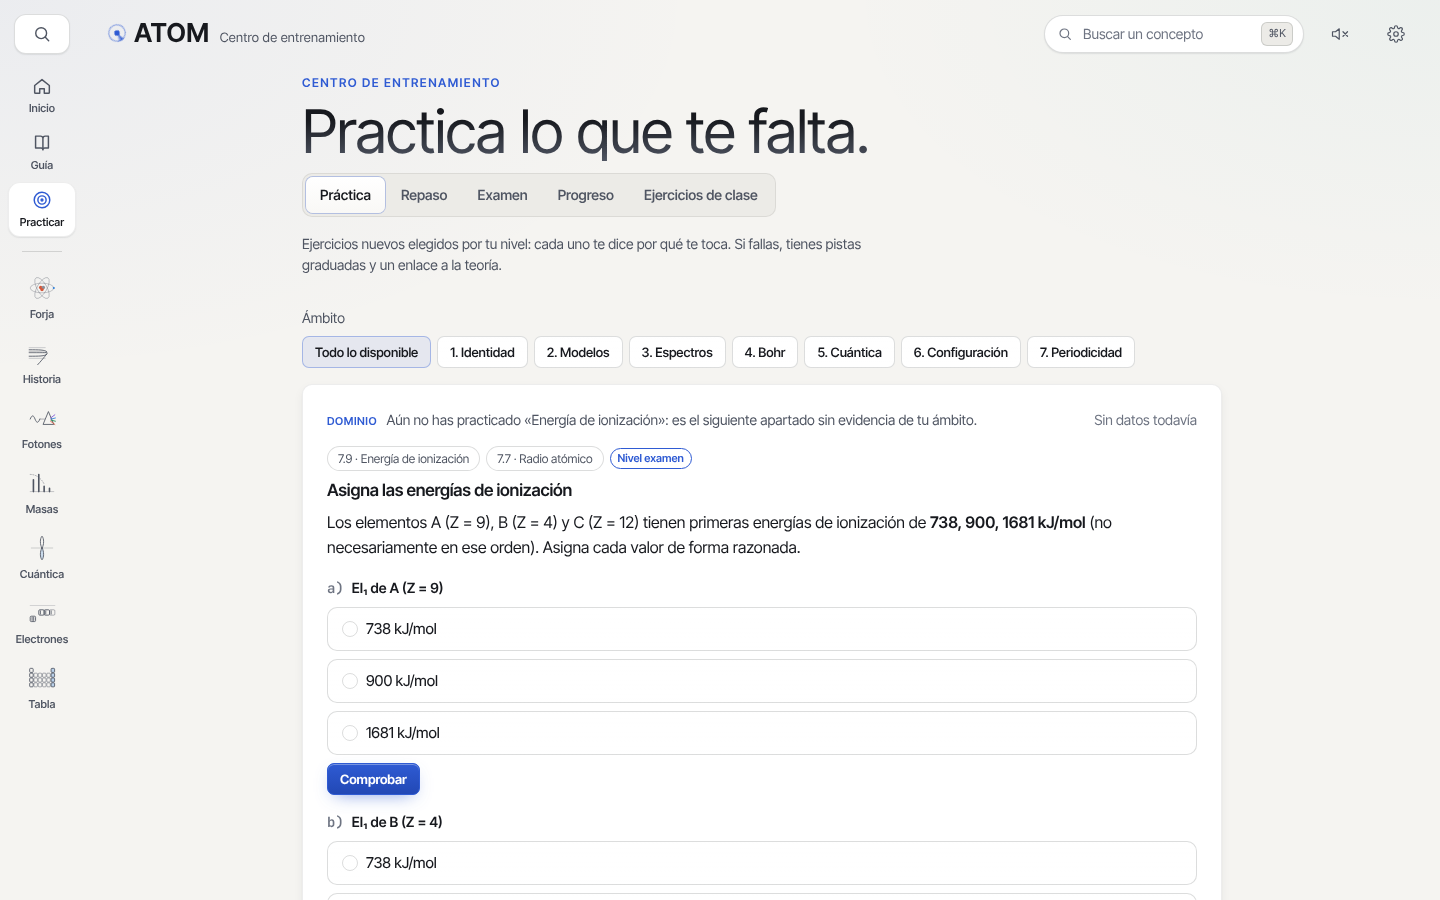 ATOM Centro de entrenamiento
Buscar un concepto ⌘K
Inicio
Guía
Practicar
Forja
Historia
Fotones
Masas
Cuántica
Electrones
Tabla
CENTRO DE ENTRENAMIENTO
Practica lo que te falta.
Práctica Repaso Examen Progreso Ejercicios de clase
Ejercicios nuevos elegidos por tu nivel: cada uno te dice por qué te toca. Si fallas, tienes pistas
graduadas y un enlace a la teoría.
Ámbito
Todo lo disponible 1. Identidad 2. Modelos 3. Espectros 4. Bohr 5. Cuántica 6. Configuración 7. Periodicidad
DOMINIO Aún no has practicado «Energía de ionización»: es el siguiente apartado sin evidencia de tu ámbito. Sin datos todavía
7.9 · Energía de ionización 7.7 · Radio atómico Nivel examen
Asigna las energías de ionización
Los elementos A (Z = 9), B (Z = 4) y C (Z = 12) tienen primeras energías de ionización de 738, 900, 1681 kJ/mol (no
necesariamente en ese orden). Asigna cada valor de forma razonada.
a) EI₁ de A (Z = 9)
738 kJ/mol
900 kJ/mol
1681 kJ/mol
Comprobar
b) EI₁ de B (Z = 4)
738 kJ/mol